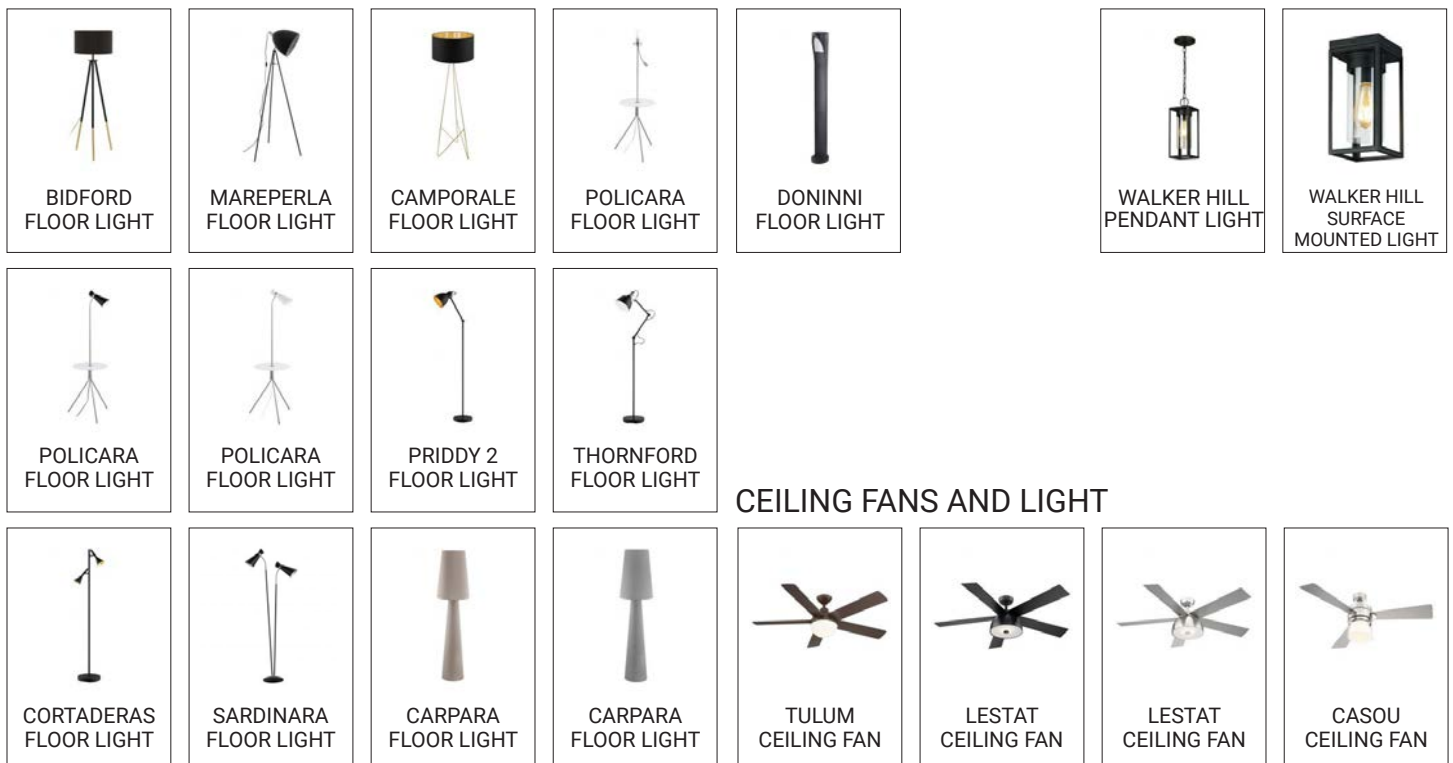 BIDFORD
FLOOR LIGHT
MAREPERLA
FLOOR LIGHT
CAMPORALE
FLOOR LIGHT
POLICARA
FLOOR LIGHT
DONINNI
FLOOR LIGHT
WALKER HILL
PENDANT LIGHT
WALKER HILL
SURFACE
MOUNTED LIGHT
POLICARA
FLOOR LIGHT
POLICARA
FLOOR LIGHT
PRIDDY 2
FLOOR LIGHT
THORNFORD
FLOOR LIGHT
CEILING FANS AND LIGHT
CORTADERAS
FLOOR LIGHT
SARDINARA
FLOOR LIGHT
CARPARA
FLOOR LIGHT
CARPARA
FLOOR LIGHT
TULUM
CEILING FAN
LESTAT
CEILING FAN
LESTAT
CEILING FAN
CASOU
CEILING FAN